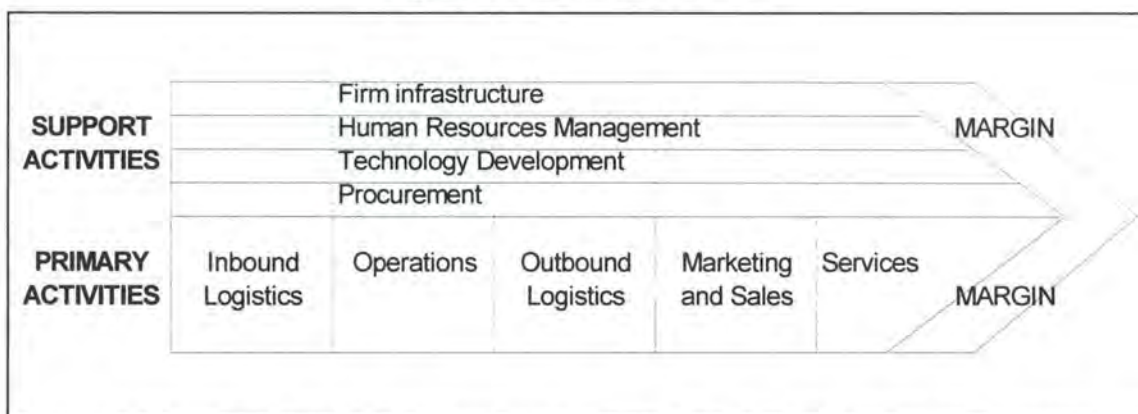 SUPPORT
ACTIVITIES
Firm infrastructure
Human Resources Management
Technology Development
Procurement
MARGIN
PRIMARY
ACTIVITIES
Inbound
Logistics
Operations
Outbound
Logistics
Marketing
and Sales
Services
MARGIN